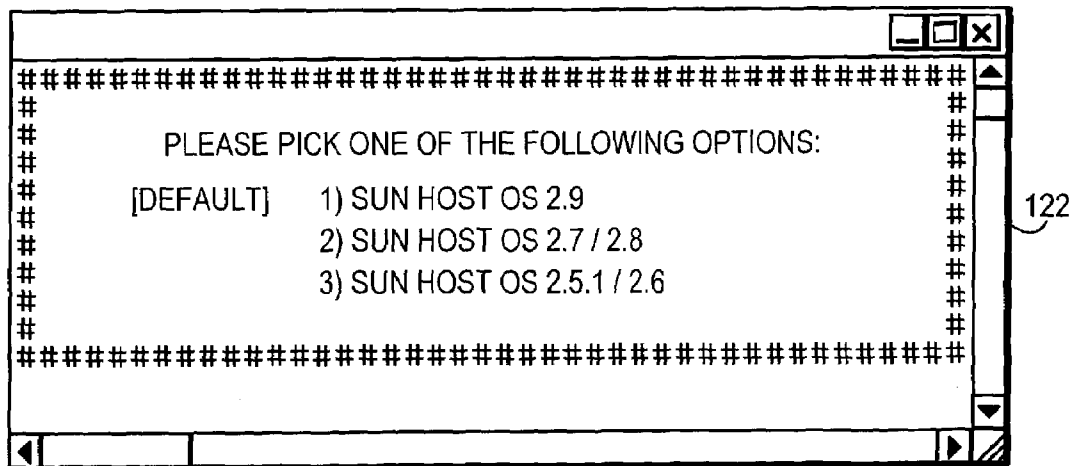 ##########################################
PLEASE PICK ONE OF THE FOLLOWING OPTIONS:
[DEFAULT] 1) SUN HOST OS 2.9
2) SUN HOST OS 2.7 / 2.8
3) SUN HOST OS 2.5.1 / 2.6
##########################################
122